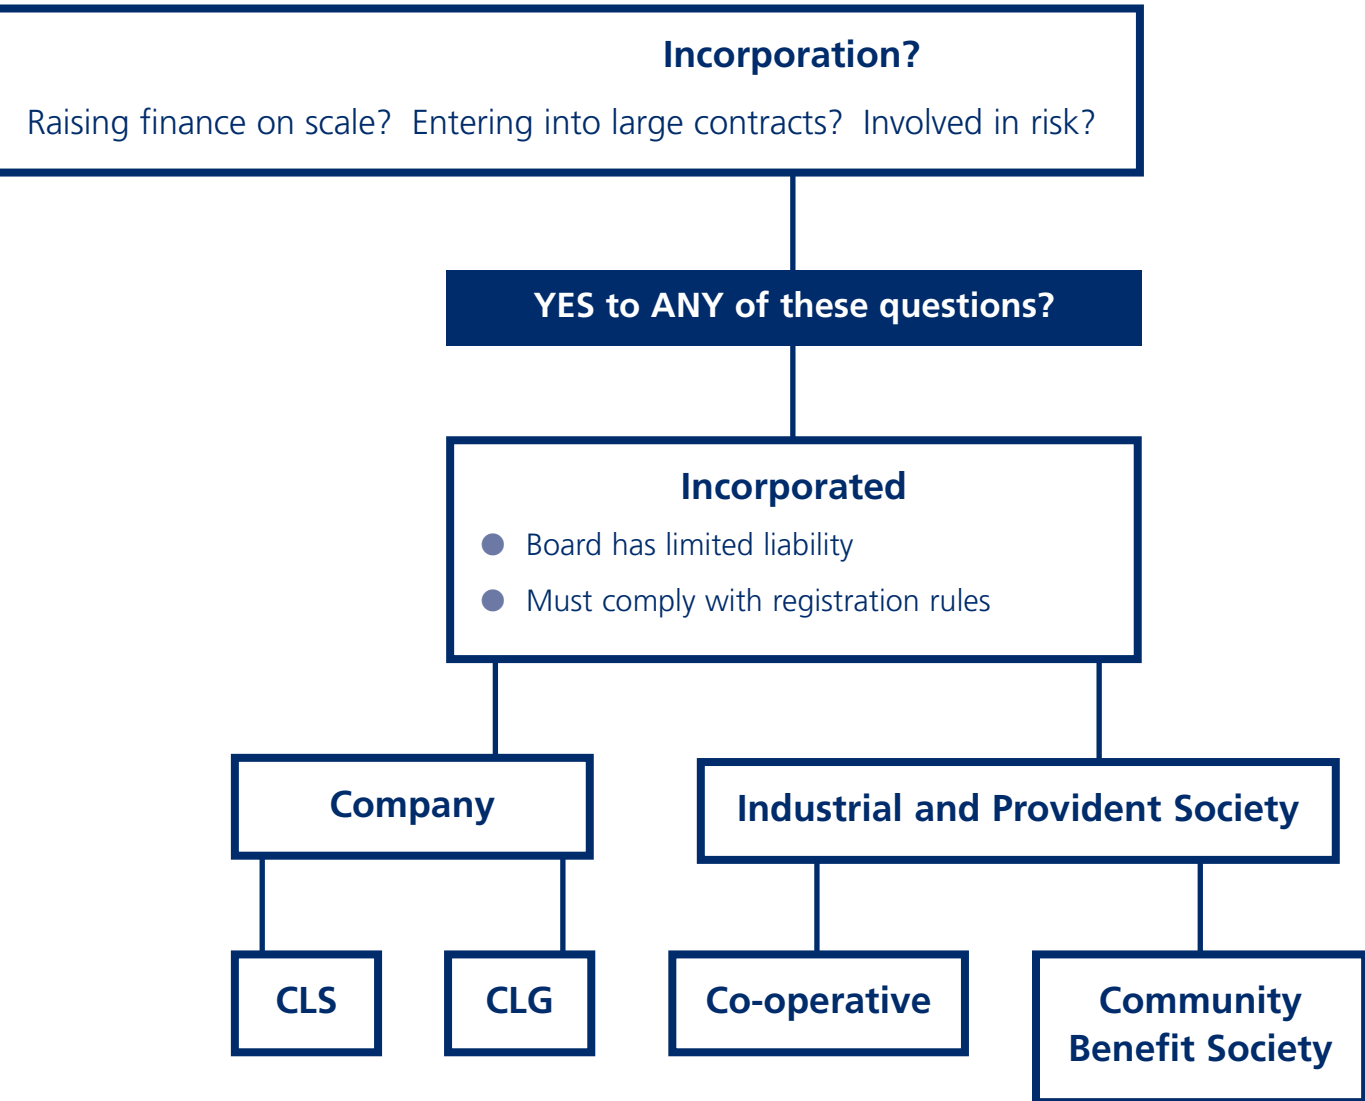 Incorporation?
Raising finance on scale? Entering into large contracts? Involved in risk?
YES to ANY of these questions?
Incorporated
● Board has limited liability
● Must comply with registration rules
Company
Industrial and Provident Society
CLS
CLG
Co-operative
Community
Benefit Society